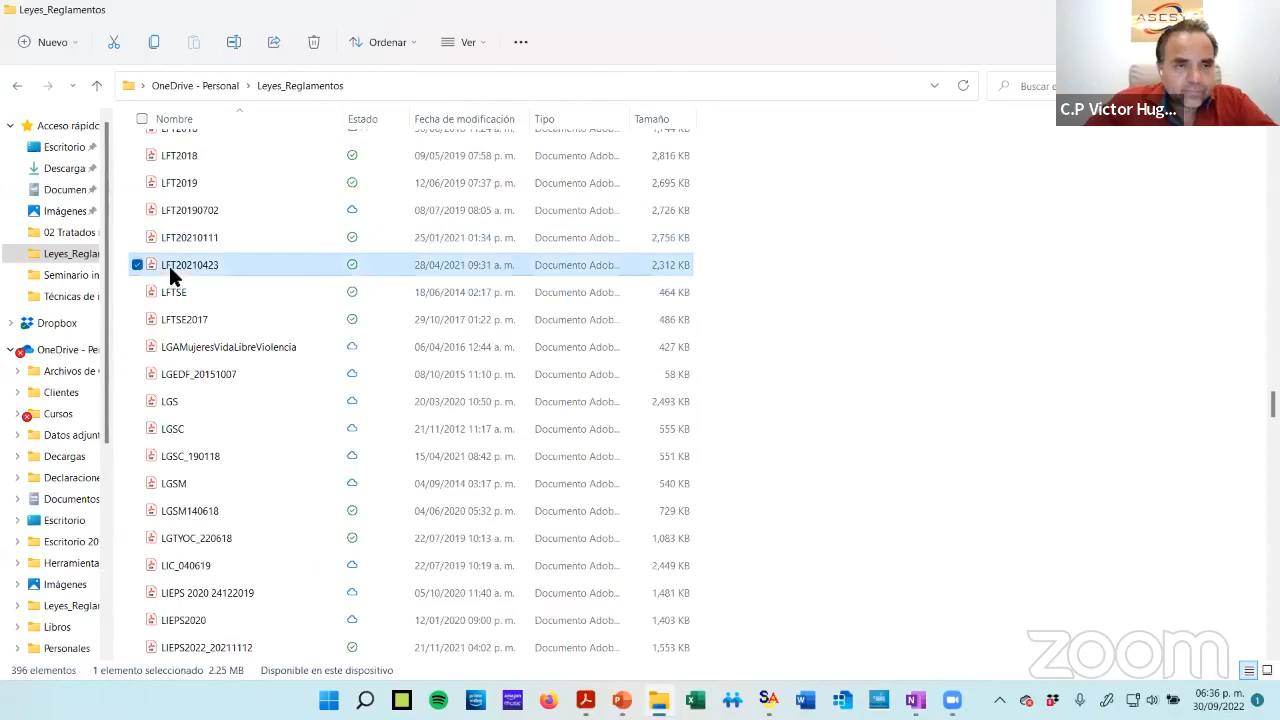 Leyes_Reglamentos
Nuevo
Ordenar
Ver
OneDrive - Personal
Leyes_Reglamentos
Buscar e
ASESYS
C.P Victor Hug...
Nombre
Estado
Fecha de modificación
Tipo
Tamaño
Acceso rápido
Escritorio
Descarga
Documen
Imágenes
02 Tratados
Leyes_Reglar
Seminario in
Técnicas de i
Dropbox
OneDrive - Per
Archivos de
Clientes
Cursos
Datos adjunt
Decargas
Declaracione
Documentos
Escritorio
Escritorio 20
Herramienta
Imágenes
Leyes_Reglar
Libros
Personales
LFT2018 09/05/2019 07:58 p. m. Documento Adob... 2,816 KB
LFT2019 12/06/2019 07:37 p. m. Documento Adob... 2,695 KB
LFT20190702 08/07/2019 08:05 a. m. Documento Adob... 2,726 KB
LFT20210111 25/01/2021 01:34 p. m. Documento Adob... 2,756 KB
LFT20210423 28/04/2021 09:31 a. m. Documento Adob... 2,312 KB
LFTSE 18/06/2014 02:17 p. m. Documento Adob... 464 KB
LFTSE2017 29/10/2017 01:22 p. m. Documento Adob... 486 KB
LGAMujeresVidaLibreViolencia 06/04/2016 12:44 a. m. Documento Adob... 427 KB
LGEDF_20151007 08/10/2015 11:10 p. m. Documento Adob... 58 KB
LGS 20/03/2020 10:50 p. m. Documento Adob... 2,493 KB
LGSC 21/11/2012 11:17 a. m. Documento Adob... 555 KB
LGSC_190118 15/04/2021 08:42 p. m. Documento Adob... 551 KB
LGSM 04/09/2014 03:17 p. m. Documento Adob... 540 KB
LGSM140618 04/06/2020 05:32 p. m. Documento Adob... 729 KB
LGTYOC_220618 22/07/2019 10:13 a. m. Documento Adob... 1,083 KB
LIC_040619 22/07/2019 10:19 a. m. Documento Adob... 2,449 KB
LIEPS 2020 24122019 05/10/2020 11:40 a. m. Documento Adob... 1,481 KB
LIEPS2020 12/01/2020 09:00 p. m. Documento Adob... 1,403 KB
LIEPS2022_20211112 21/11/2021 04:02 p. m. Documento Adob... 1,553 KB
zoom
396 elementos 1 elemento seleccionado 2.25 MB Disponible en este dispositivo
06:36 p. m.
30/09/2022